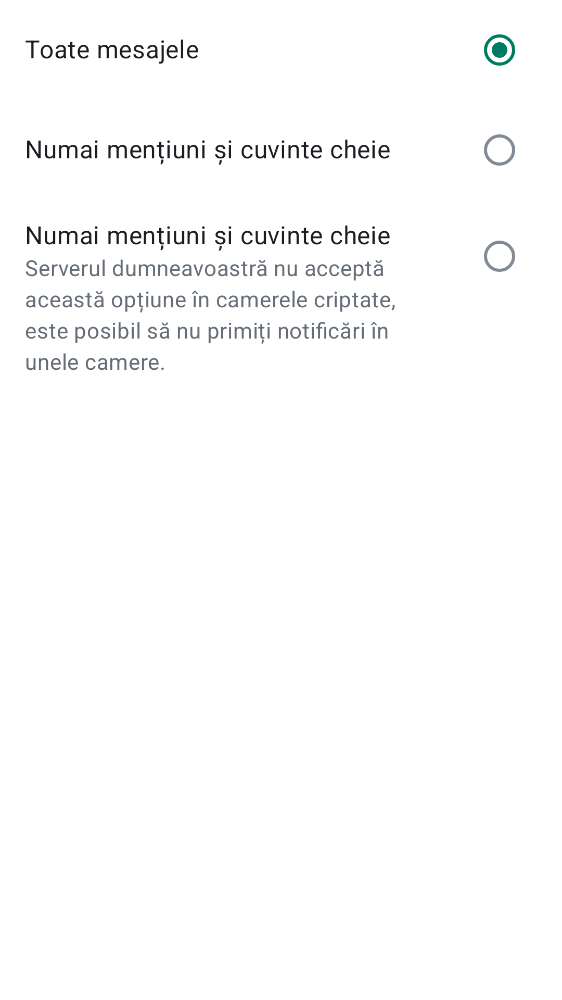 Toate mesajele
Numai mențiuni și cuvinte cheie
Numai mențiuni și cuvinte cheie
Serverul dumneavoastră nu acceptă
această opțiune în camerele criptate,
este posibil să nu primiți notificări în
unele camere.